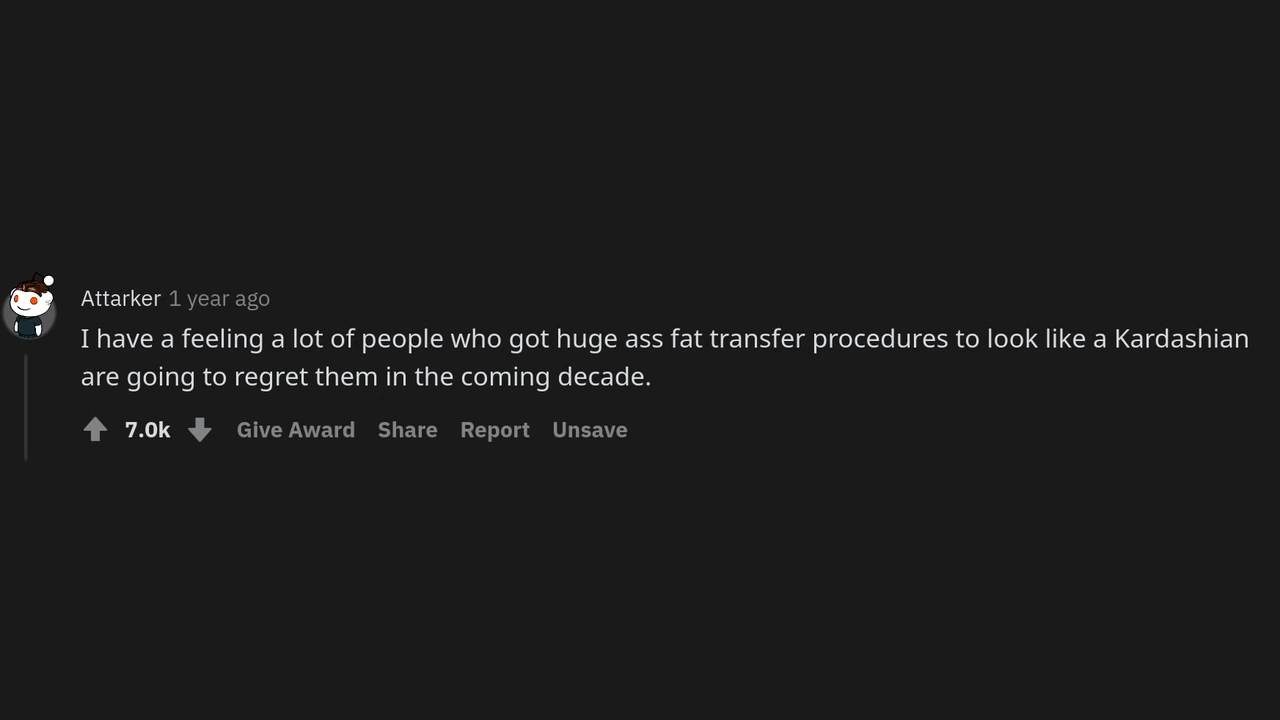 Attarker 1 year ago
I have a feeling a lot of people who got huge ass fat transfer procedures to look like a Kardashian
are going to regret them in the coming decade.
7.0k Give Award Share Report Unsave